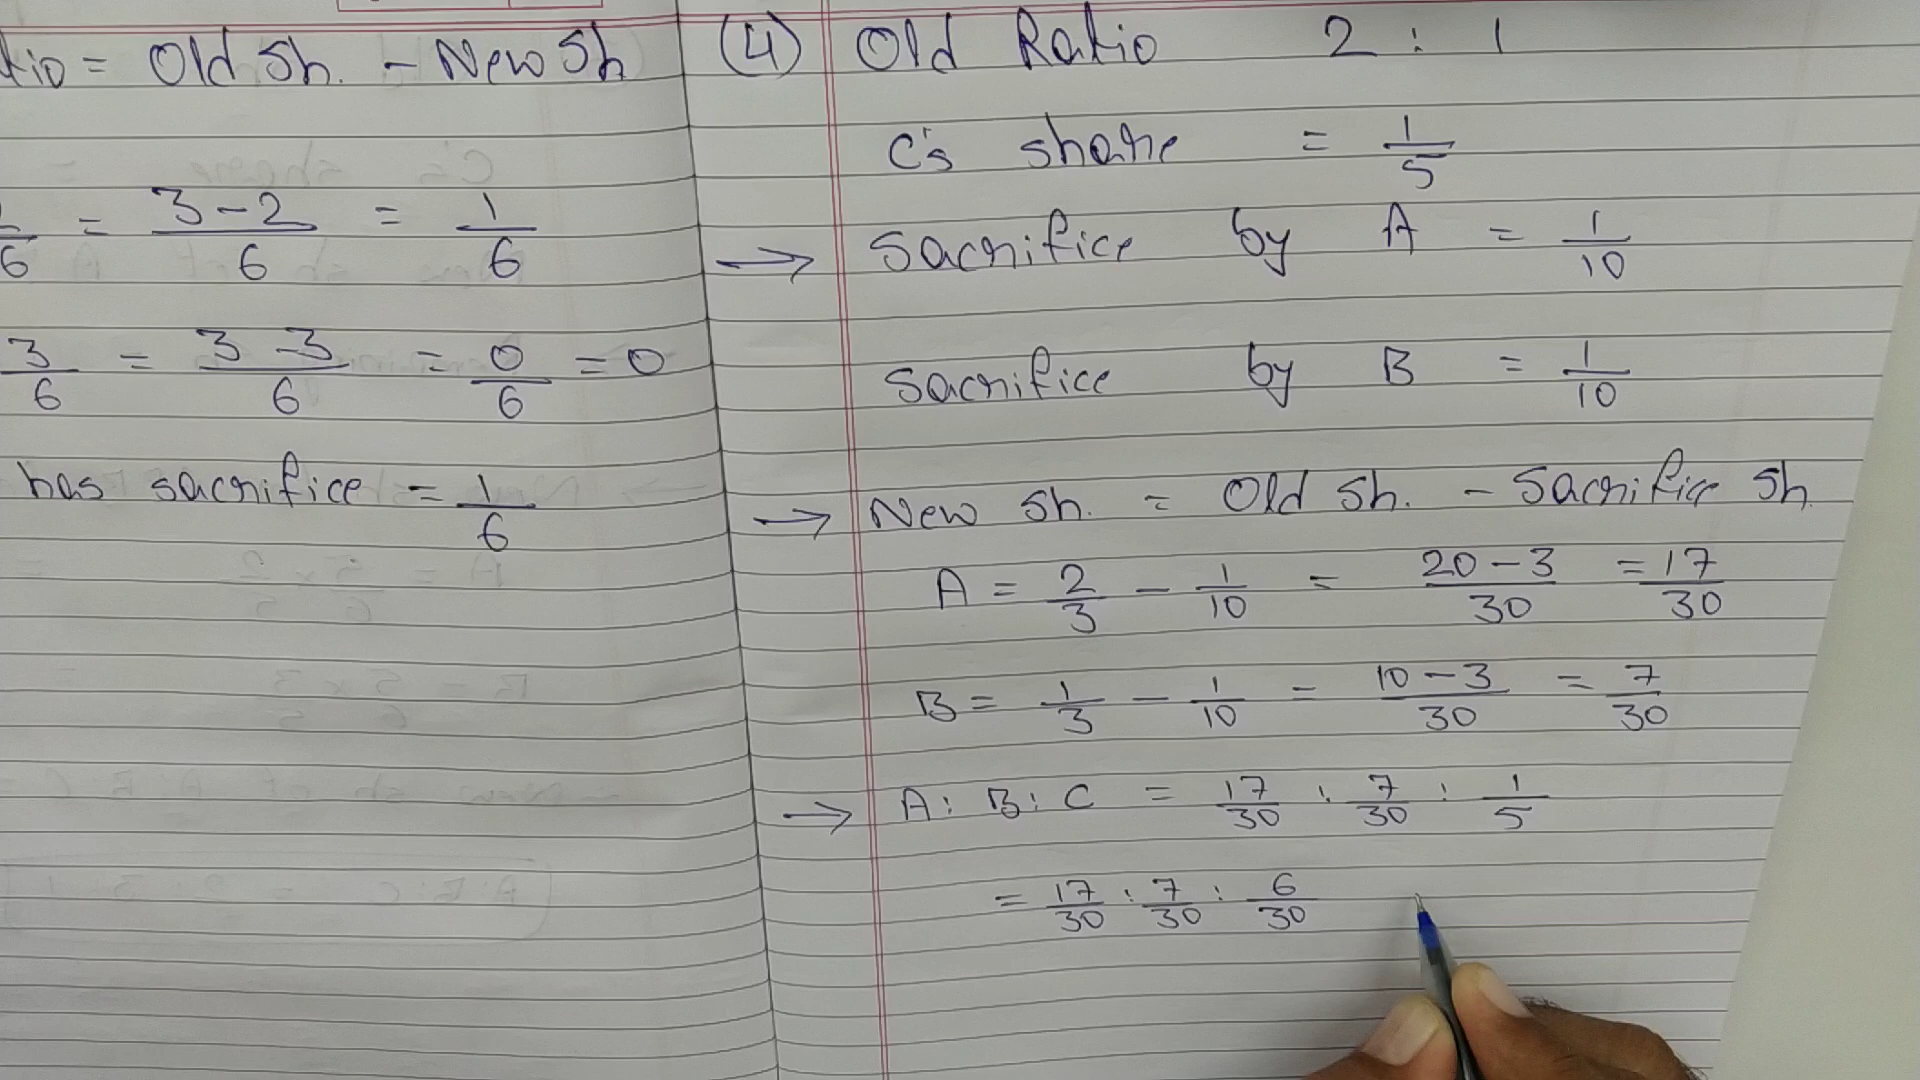 tio = Old Sh. - New Sh
/6 = 3-2/6 = 1/6
3/6 = 3-3/6 = 0/6 = 0
has sacrifice = 1/6
(4) Old Ratio 2 : 1
C's share = 1/5
→ Sacrifice by A = 1/10
Sacrifice by B = 1/10
→ New Sh. = Old Sh. - Sacrifice Sh
A = 2/3 - 1/10 = 20-3/30 = 17/30
B = 1/3 - 1/10 = 10-3/30 = 7/30
→ A : B : C = 17/30 : 7/30 : 1/5
= 17/30 : 7/30 : 6/30